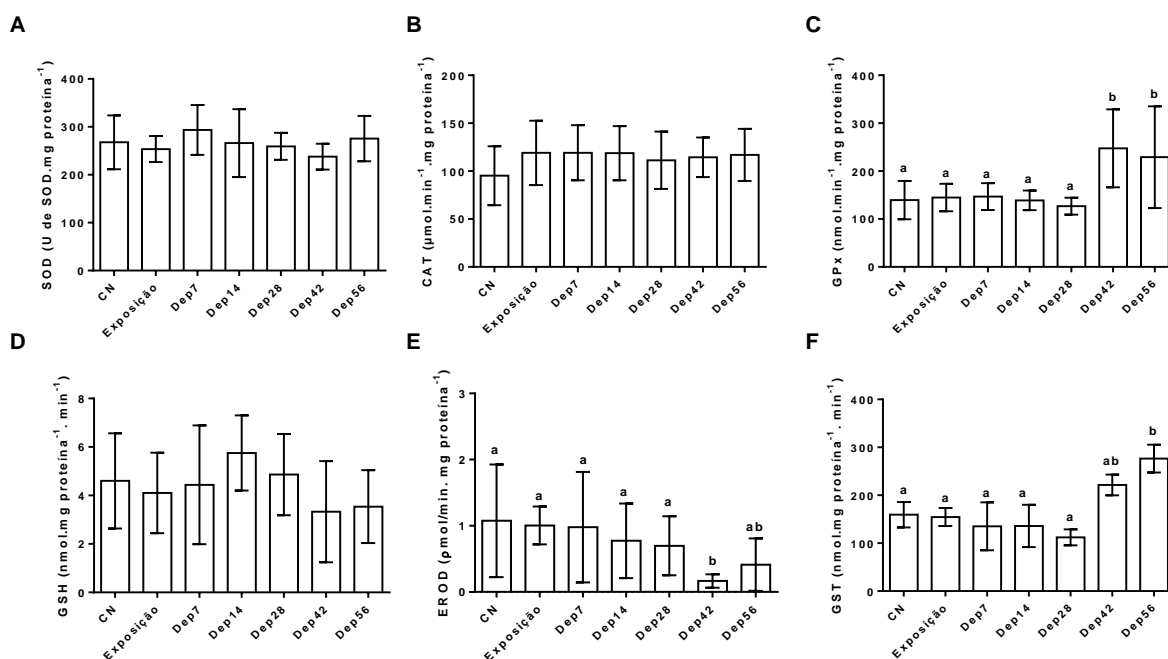 A
SOD (U de SOD.mg proteína⁻¹)
400
300
200
100
0
CN
Exposição
Dep7
Dep14
Dep28
Dep42
Dep56
B
CAT (µmol.min⁻¹.mg proteína⁻¹)
200
150
100
50
0
CN
Exposição
Dep7
Dep14
Dep28
Dep42
Dep56
C
GPx (nmol.min⁻¹.mg proteína⁻¹)
400
300
200
100
0
a
a
a
a
a
b
b
CN
Exposição
Dep7
Dep14
Dep28
Dep42
Dep56
D
GSH (nmol.mg proteína⁻¹. min⁻¹)
8
6
4
2
0
CN
Exposição
Dep7
Dep14
Dep28
Dep42
Dep56
E
EROD (ρmol/min. mg proteína⁻¹)
3
2
1
0
a
a
a
a
a
b
ab
CN
Exposição
Dep7
Dep14
Dep28
Dep42
Dep56
F
GST (nmol.mg proteína⁻¹. min⁻¹)
400
300
200
100
0
a
a
a
a
a
ab
b
CN
Exposição
Dep7
Dep14
Dep28
Dep42
Dep56